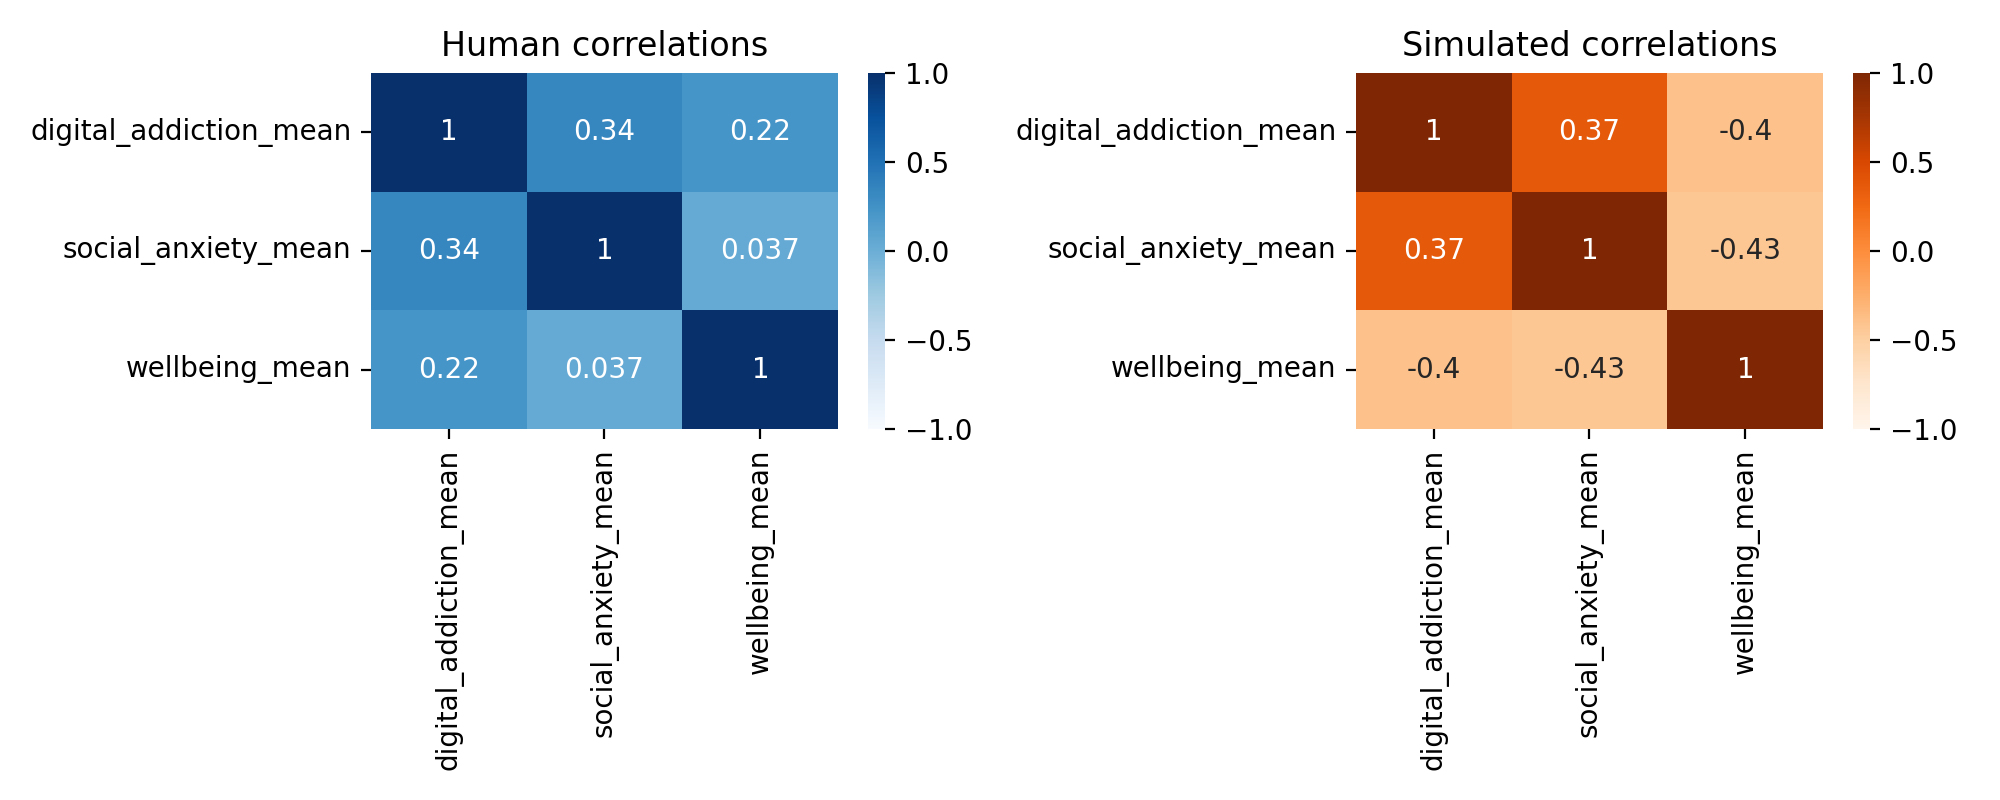 Human correlations
digital_addiction_mean
social_anxiety_mean
wellbeing_mean
1 0.34 0.22
0.34 1 0.037
0.22 0.037 1
digital_addiction_mean
social_anxiety_mean
wellbeing_mean
1.0
0.5
0.0
−0.5
−1.0
Simulated correlations
digital_addiction_mean
social_anxiety_mean
wellbeing_mean
1 0.37 -0.4
0.37 1 -0.43
-0.4 -0.43 1
digital_addiction_mean
social_anxiety_mean
wellbeing_mean
1.0
0.5
0.0
−0.5
−1.0